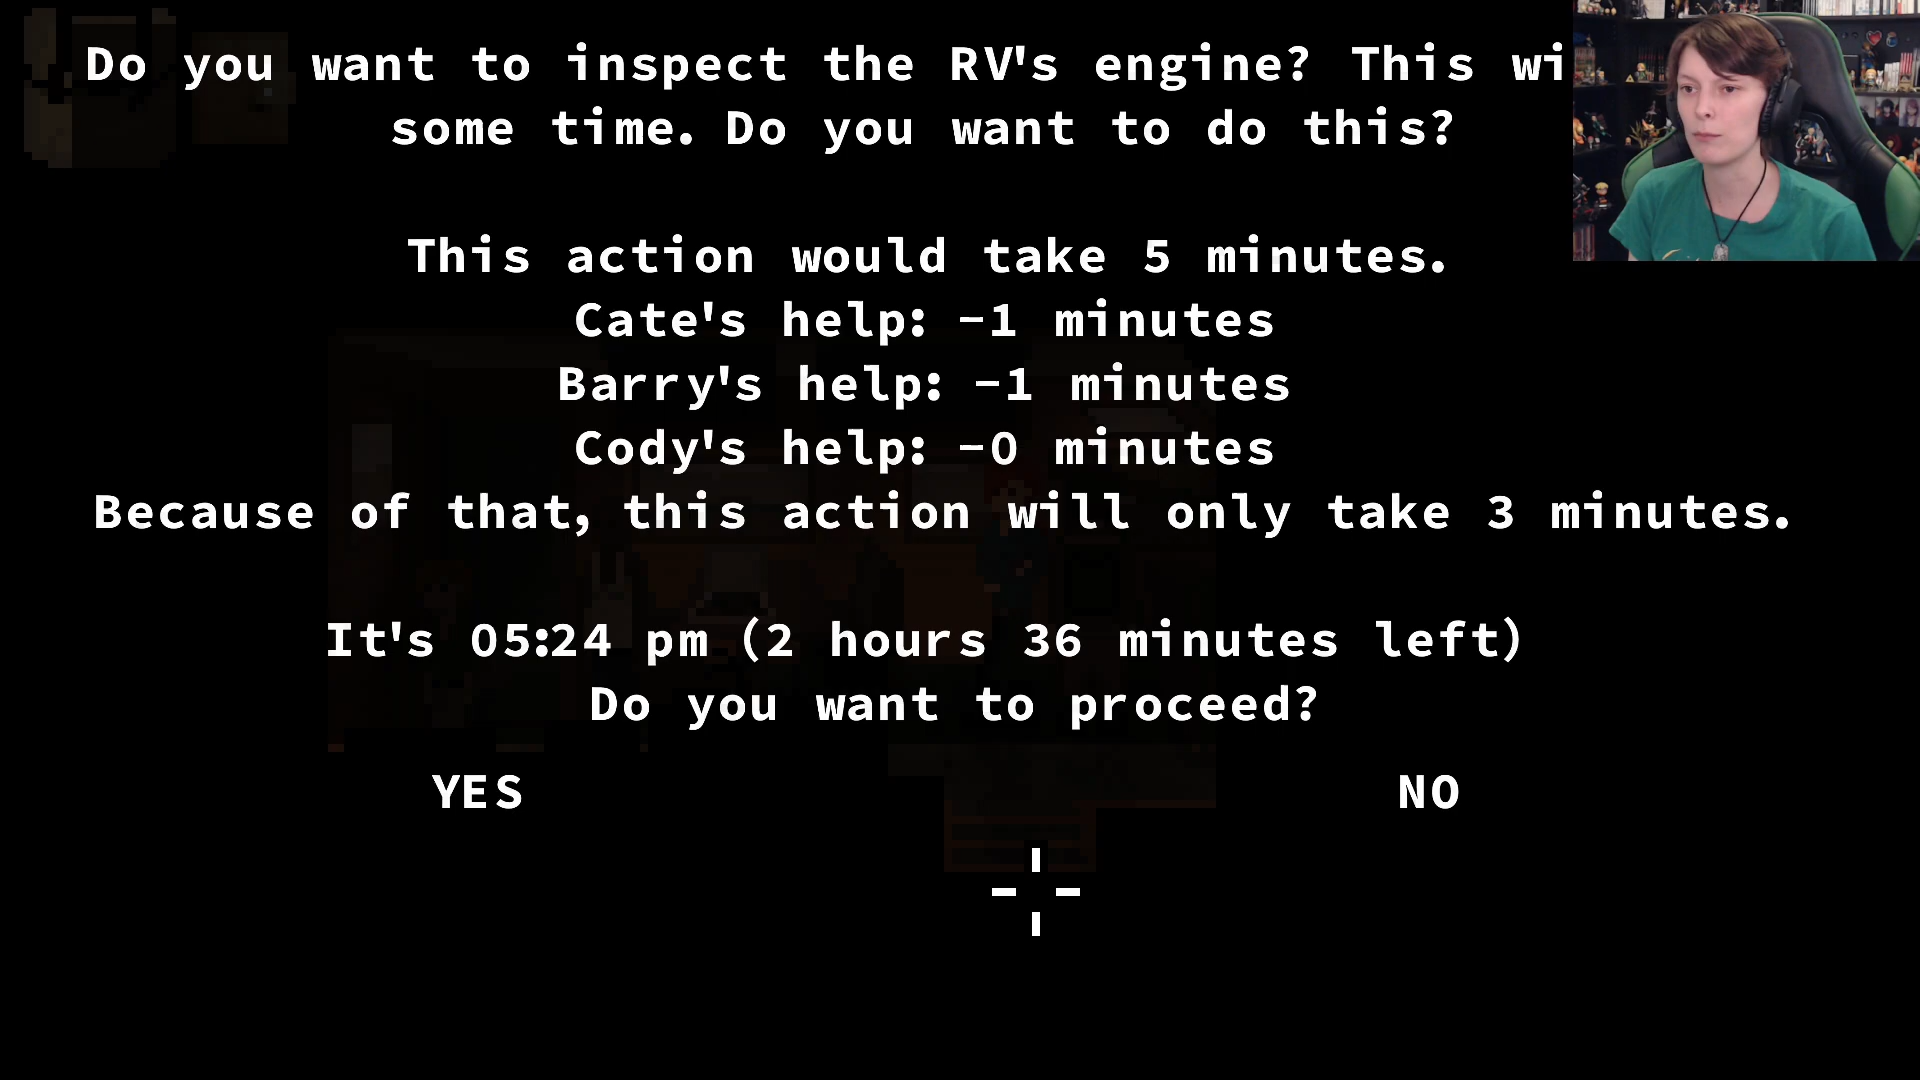 Do you want to inspect the RV's engine? This wi
some time. Do you want to do this?
This action would take 5 minutes.
Cate's help: -1 minutes
Barry's help: -1 minutes
Cody's help: -0 minutes
Because of that, this action will only take 3 minutes.
It's 05:24 pm (2 hours 36 minutes left)
Do you want to proceed?
YES
NO